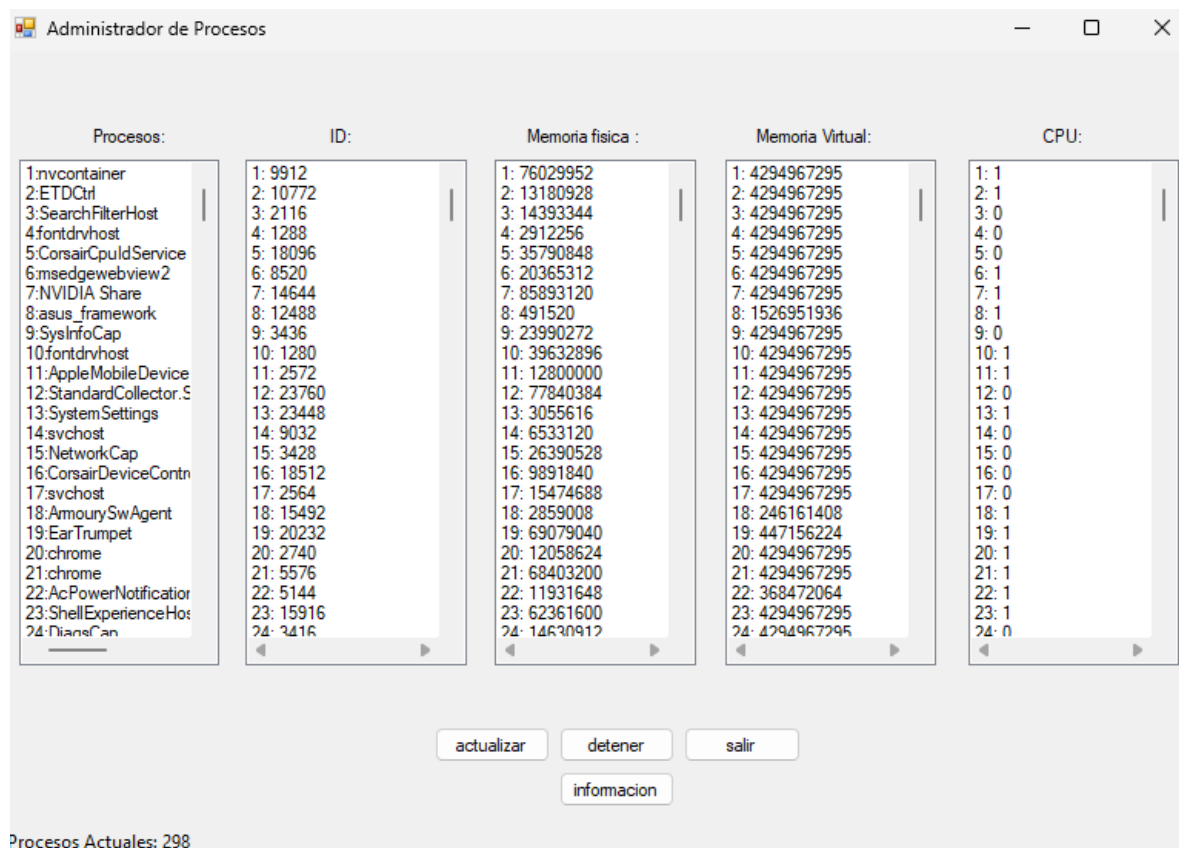 Administrador de Procesos
Procesos:
ID:
Memoria fisica :
Memoria Virtual:
CPU:
1:nvcontainer
2:ETDCtrl
3:SearchFilterHost
4:fontdrvhost
5:CorsairCpuIdService
6:msedgewebview2
7:NVIDIA Share
8:asus_framework
9:SysInfoCap
10:fontdrvhost
11:AppleMobileDevice
12:StandardCollector.S
13:SystemSettings
14:svchost
15:NetworkCap
16:CorsairDeviceContr
17:svchost
18:ArmourySwAgent
19:EarTrumpet
20:chrome
21:chrome
22:AcPowerNotification
23:ShellExperienceHos
24:DiagsCap
1: 9912
2: 10772
3: 2116
4: 1288
5: 18096
6: 8520
7: 14644
8: 12488
9: 3436
10: 1280
11: 2572
12: 23760
13: 23448
14: 9032
15: 3428
16: 18512
17: 2564
18: 15492
19: 20232
20: 2740
21: 5576
22: 5144
23: 15916
24: 3416
1: 76029952
2: 13180928
3: 14393344
4: 2912256
5: 35790848
6: 20365312
7: 85893120
8: 491520
9: 23990272
10: 39632896
11: 12800000
12: 77840384
13: 3055616
14: 6533120
15: 26390528
16: 9891840
17: 15474688
18: 2859008
19: 69079040
20: 12058624
21: 68403200
22: 11931648
23: 62361600
24: 14630912
1: 4294967295
2: 4294967295
3: 4294967295
4: 4294967295
5: 4294967295
6: 4294967295
7: 4294967295
8: 1526951936
9: 4294967295
10: 4294967295
11: 4294967295
12: 4294967295
13: 4294967295
14: 4294967295
15: 4294967295
16: 4294967295
17: 4294967295
18: 246161408
19: 447156224
20: 4294967295
21: 4294967295
22: 368472064
23: 4294967295
24: 4294967295
1: 1
2: 1
3: 0
4: 0
5: 0
6: 1
7: 1
8: 1
9: 0
10: 1
11: 1
12: 0
13: 1
14: 0
15: 0
16: 0
17: 0
18: 1
19: 1
20: 1
21: 1
22: 1
23: 1
24: 0
actualizar
detener
salir
informacion
Procesos Actuales: 298